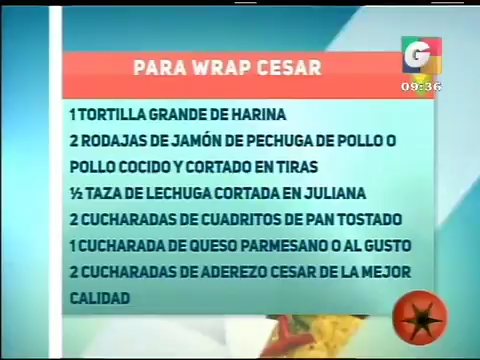 PARA WRAP CESAR
G
09:36
1 TORTILLA GRANDE DE HARINA
2 RODAJAS DE JAMÓN DE PECHUGA DE POLLO O
POLLO COCIDO Y CORTADO EN TIRAS
½ TAZA DE LECHUGA CORTADA EN JULIANA
2 CUCHARADAS DE CUADRITOS DE PAN TOSTADO
1 CUCHARADA DE QUESO PARMESANO O AL GUSTO
2 CUCHARADAS DE ADEREZO CESAR DE LA MEJOR
CALIDAD